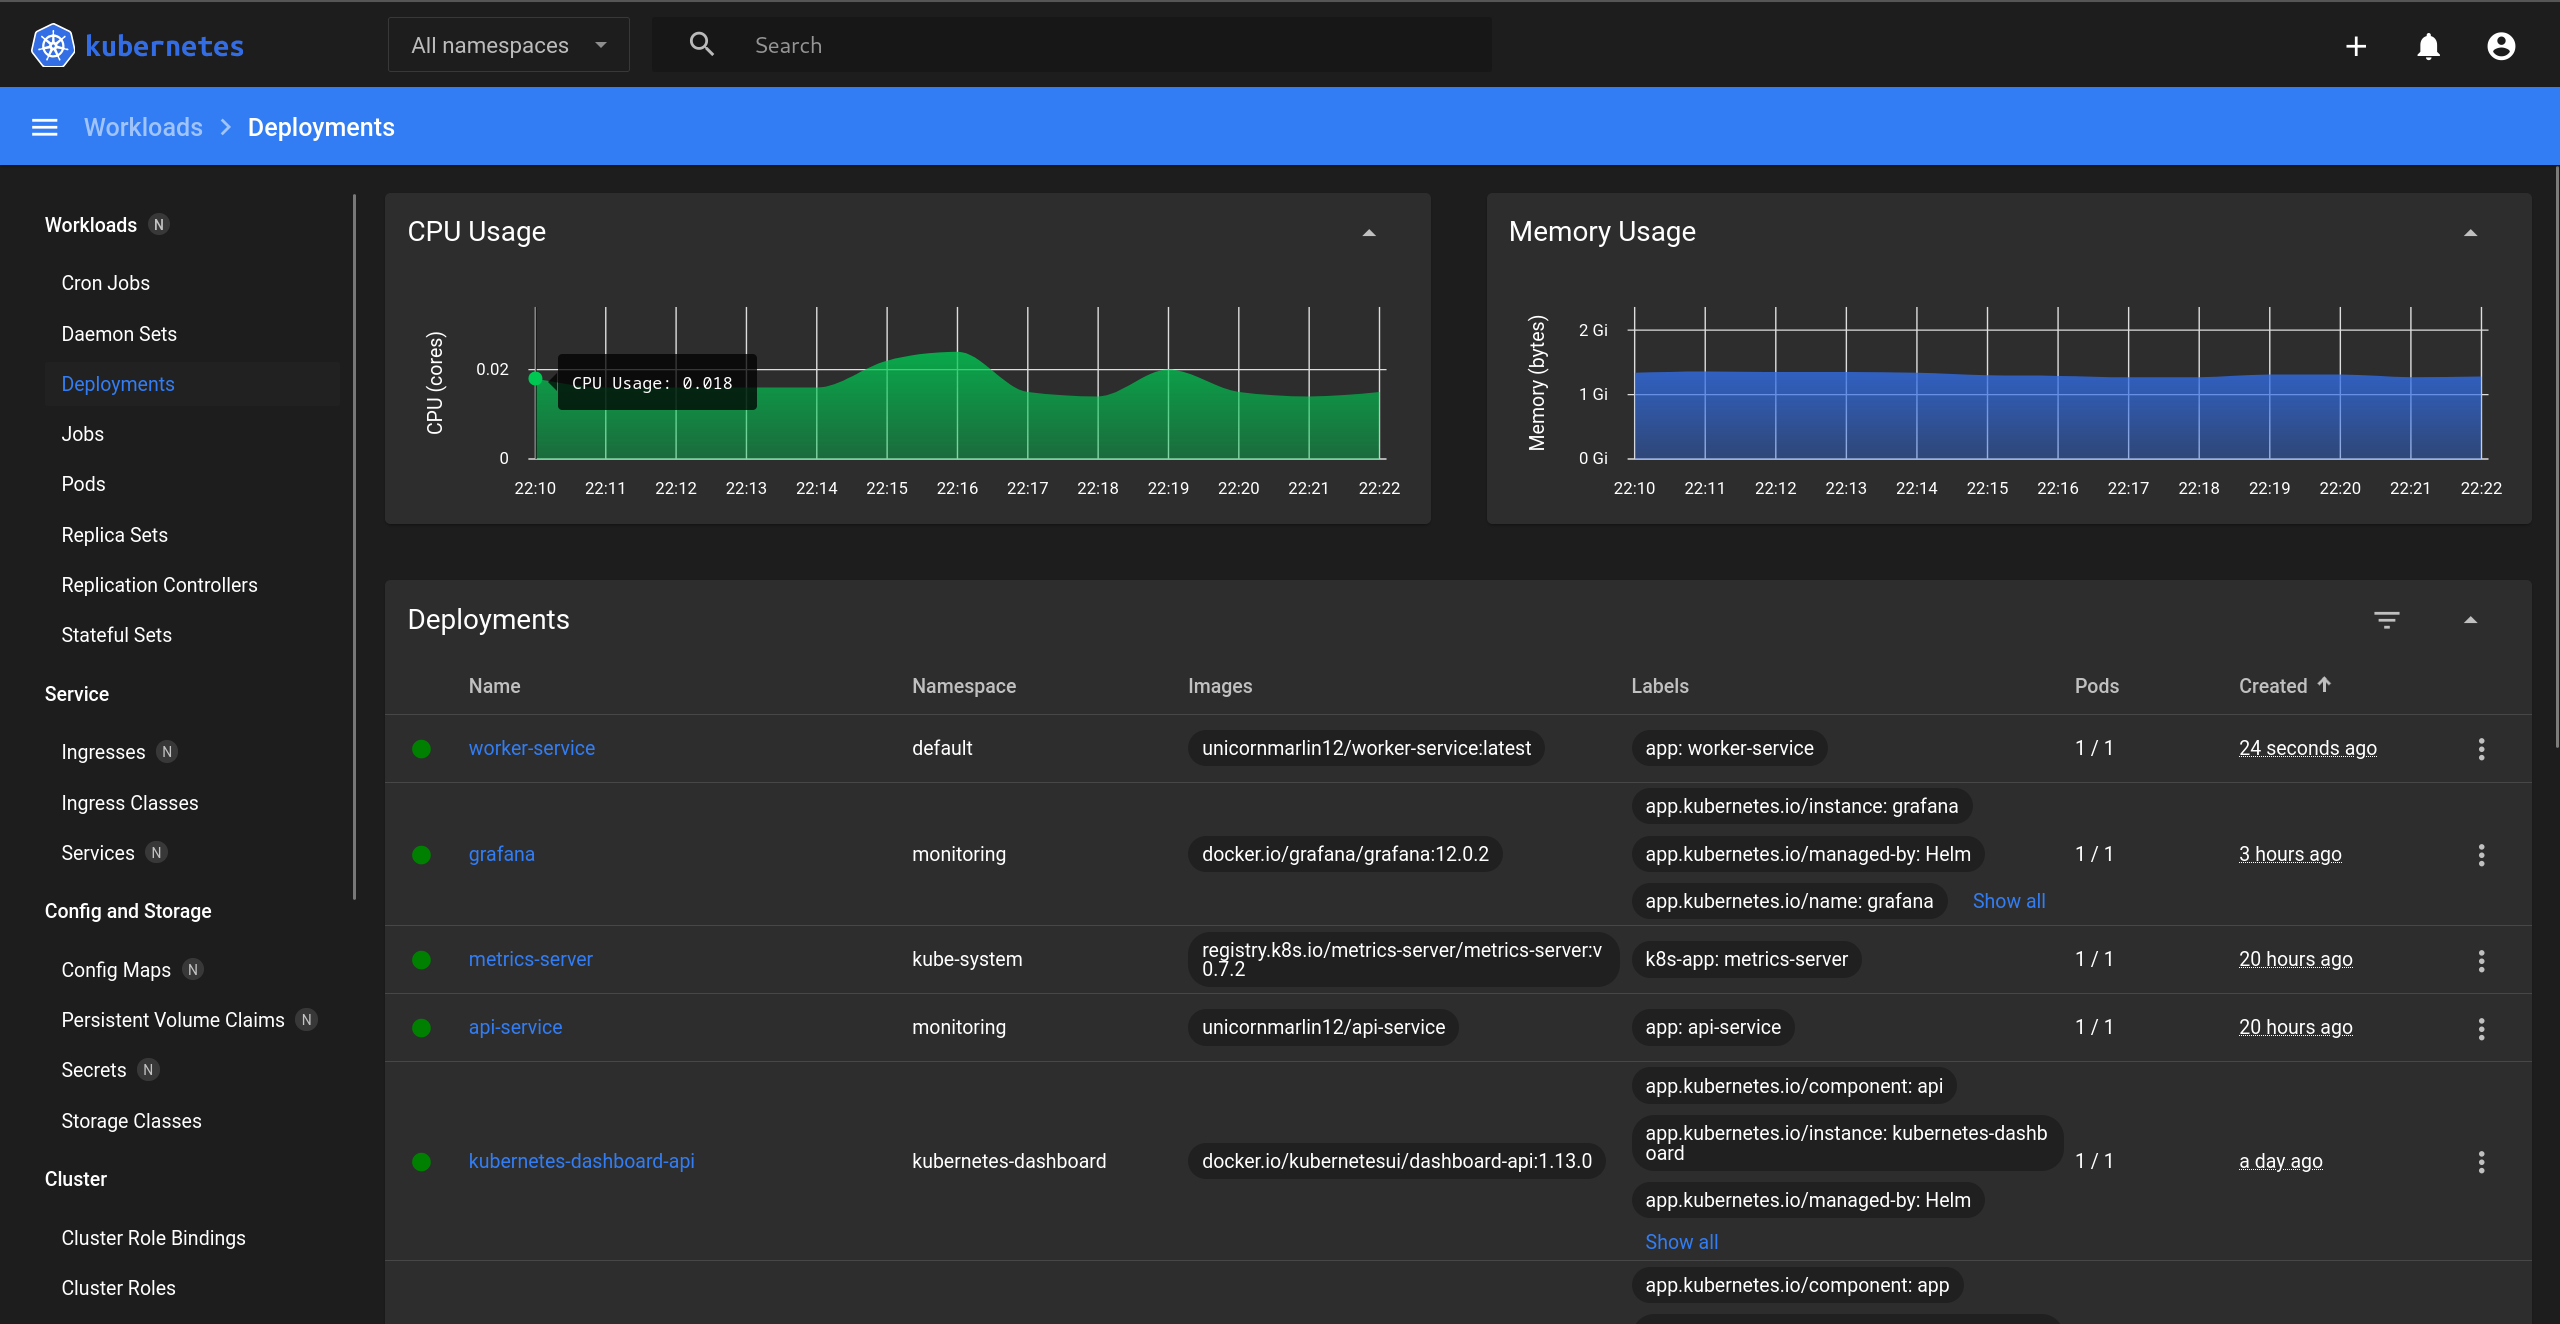 kubernetes
All namespaces
Search
Workloads
Deployments
Workloads N
Cron Jobs
Daemon Sets
Deployments
Jobs
Pods
Replica Sets
Replication Controllers
Stateful Sets
Service
Ingresses N
Ingress Classes
Services N
Config and Storage
Config Maps N
Persistent Volume Claims N
Secrets N
Storage Classes
Cluster
Cluster Role Bindings
Cluster Roles
CPU Usage
CPU (cores)
0.02
0
CPU Usage: 0.018
22:10 22:11 22:12 22:13 22:14 22:15 22:16 22:17 22:18 22:19 22:20 22:21 22:22
Memory Usage
Memory (bytes)
2 Gi
1 Gi
0 Gi
22:10 22:11 22:12 22:13 22:14 22:15 22:16 22:17 22:18 22:19 22:20 22:21 22:22
Deployments
Name Namespace Images Labels Pods Created
worker-service default unicornmarlin12/worker-service:latest app: worker-service 1 / 1 24 seconds ago
app.kubernetes.io/instance: grafana
grafana monitoring docker.io/grafana/grafana:12.0.2 app.kubernetes.io/managed-by: Helm 1 / 1 3 hours ago
app.kubernetes.io/name: grafana Show all
metrics-server kube-system registry.k8s.io/metrics-server/metrics-server:v
0.7.2 k8s-app: metrics-server 1 / 1 20 hours ago
api-service monitoring unicornmarlin12/api-service app: api-service 1 / 1 20 hours ago
app.kubernetes.io/component: api
app.kubernetes.io/instance: kubernetes-dashb
oard
kubernetes-dashboard-api kubernetes-dashboard docker.io/kubernetesui/dashboard-api:1.13.0 1 / 1 a day ago
app.kubernetes.io/managed-by: Helm
Show all
app.kubernetes.io/component: app